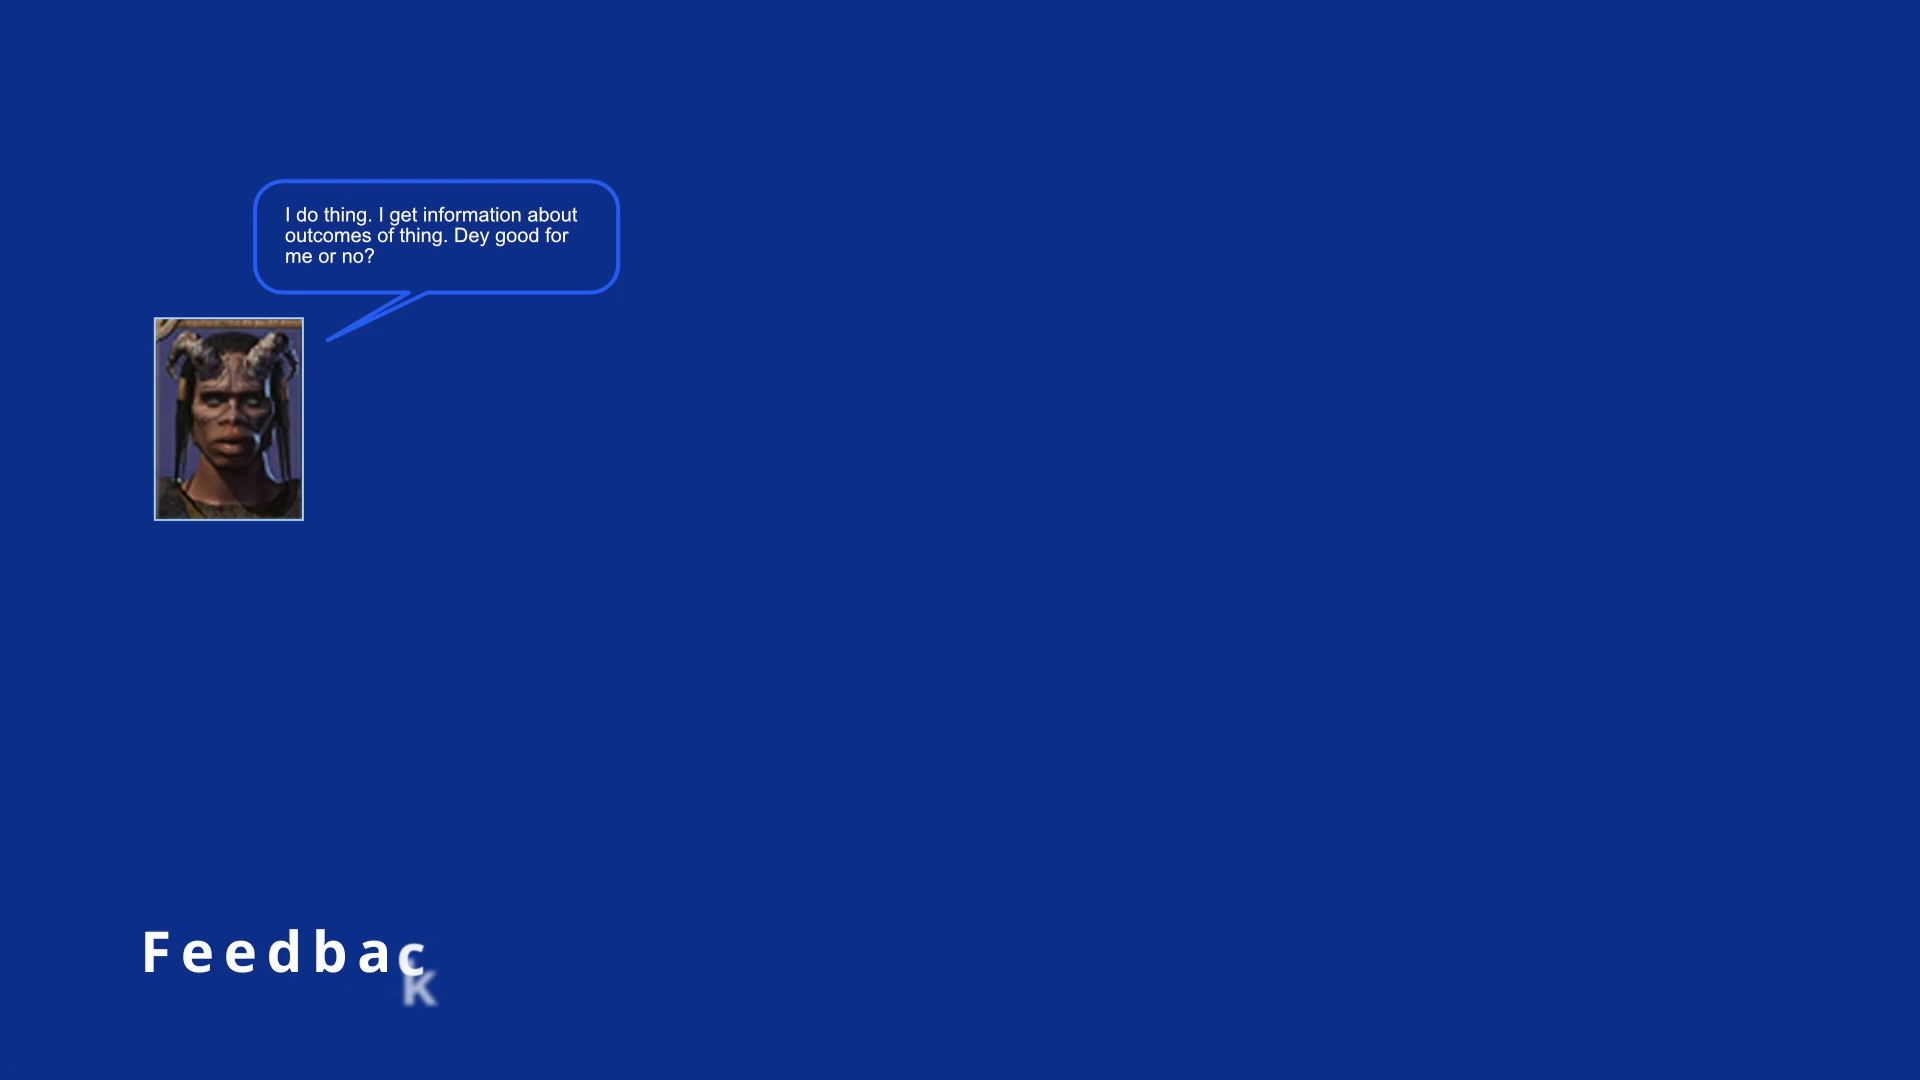 I do thing. I get information about
outcomes of thing. Dey good for
me or no?
Feedback